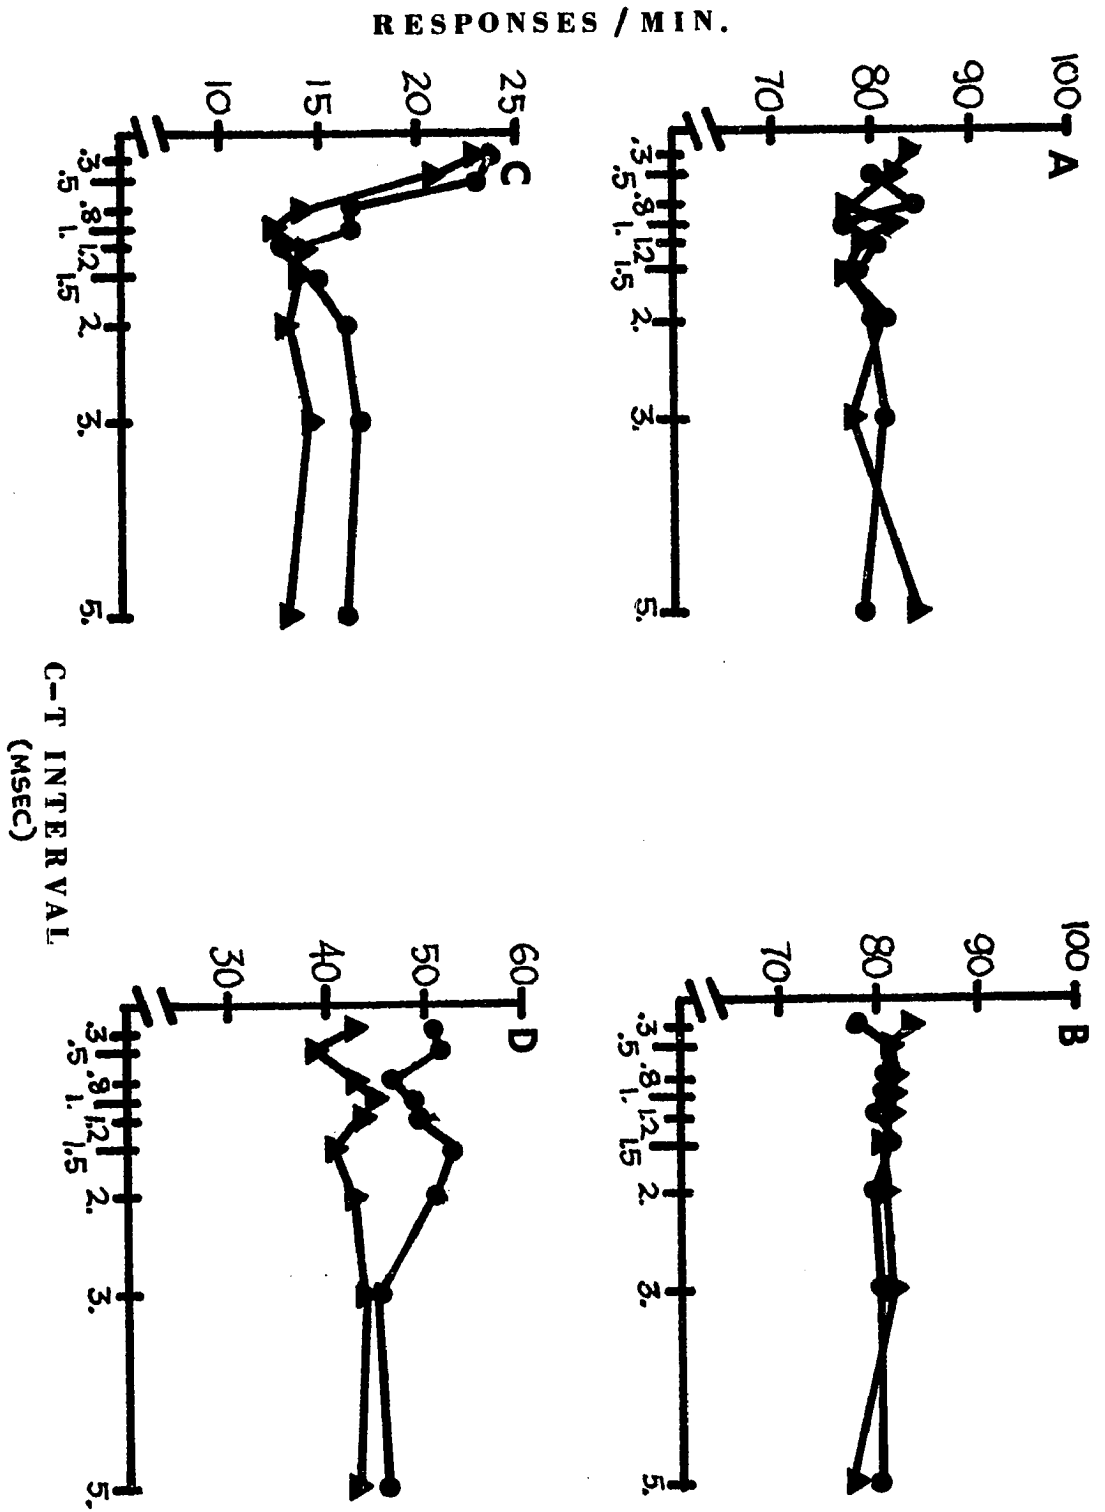 RESPONSES/MIN.
A
100
90
80
70
.3 .5 .8 1. 1.2 1.5 2. 3. 5.
B
100
90
80
70
.3 .5 .8 1. 1.2 1.5 2. 3. 5.
C
25
20
15
10
.3 .5 .8 1. 1.2 1.5 2. 3. 5.
D
60
50
40
30
.3 .5 .8 1. 1.2 1.5 2. 3. 5.
C-T INTERVAL
(MSEC)